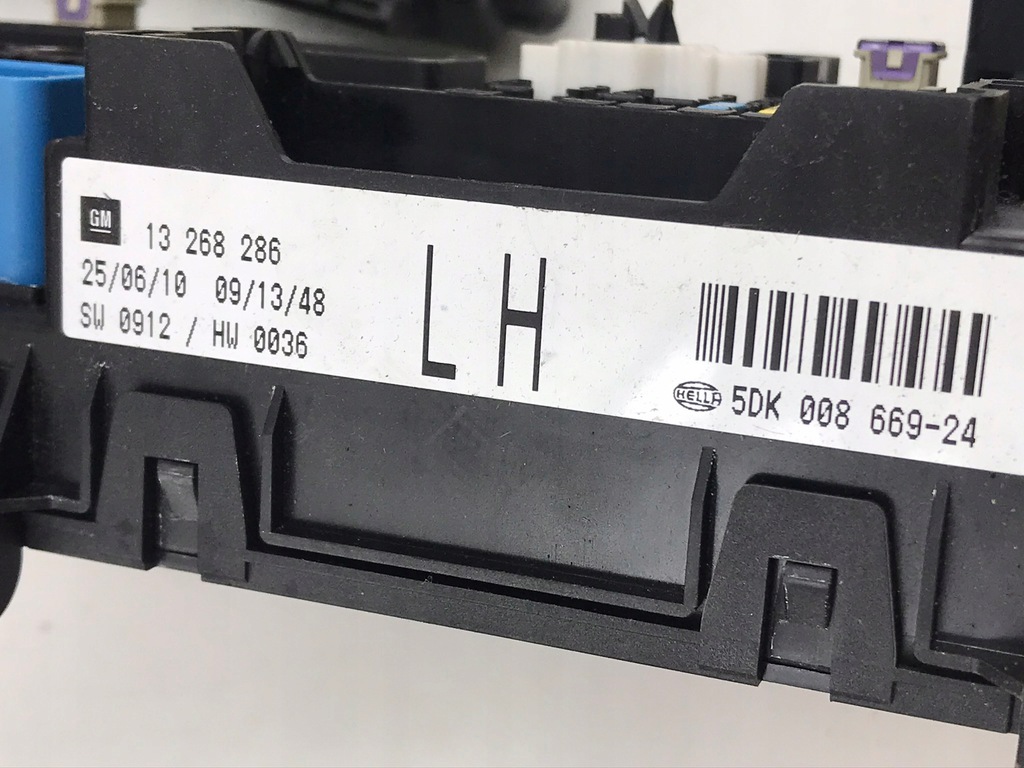 GM
13 268 286
25/06/10 09/13/48
SW 0912 / HW 0036
LH
HELLA 5DK 008 669-24